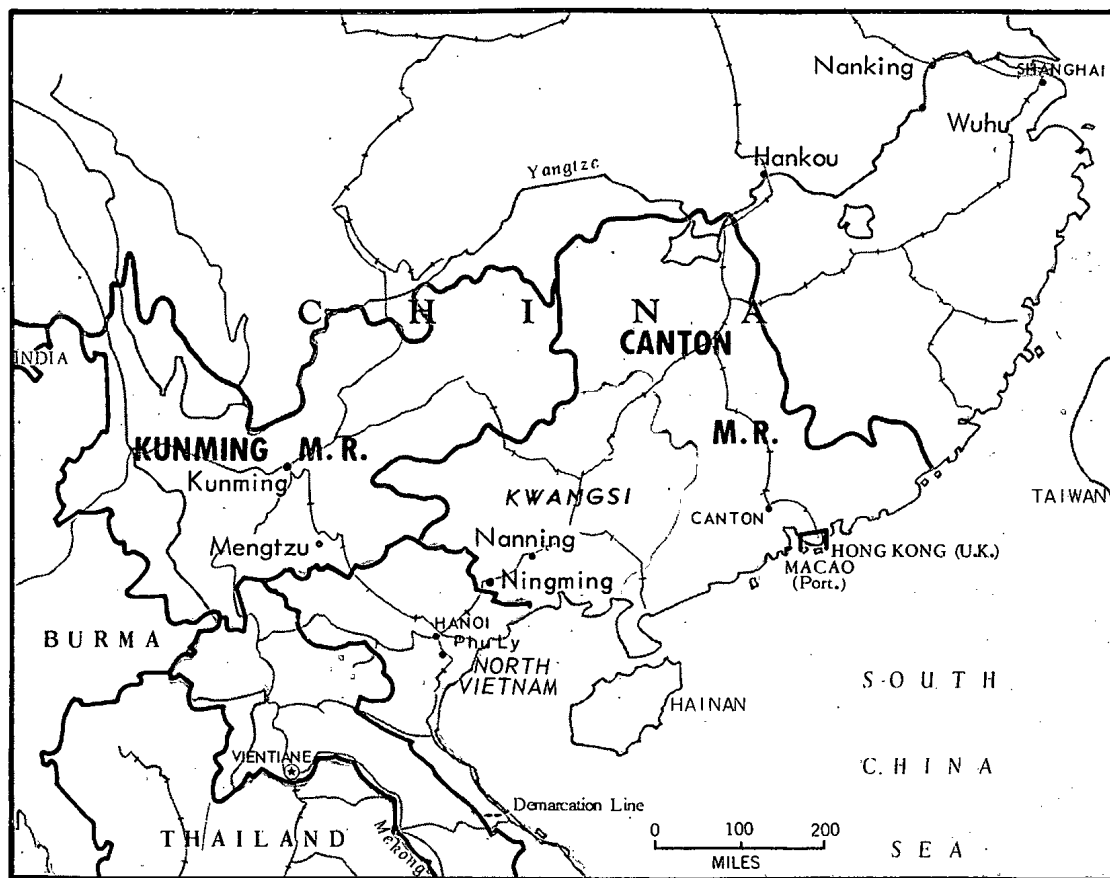 Nanking
SHANGHAI
Wuhu
Hankou
Yangtze
C H I N A
CANTON
M.R.
INDIA
KUNMING M.R.
Kunming
KWANGSI
TAIWAN
CANTON
Mengtzu
Nanning
Ningming
HONG KONG (U.K.)
MACAO
(Port.)
BURMA
HANOI
Phu Ly
NORTH
VIETNAM
HAINAN
SOUTH
CHINA
SEA
VIENTIANE
THAILAND
Mekong
Demarcation Line
0 100 200
MILES